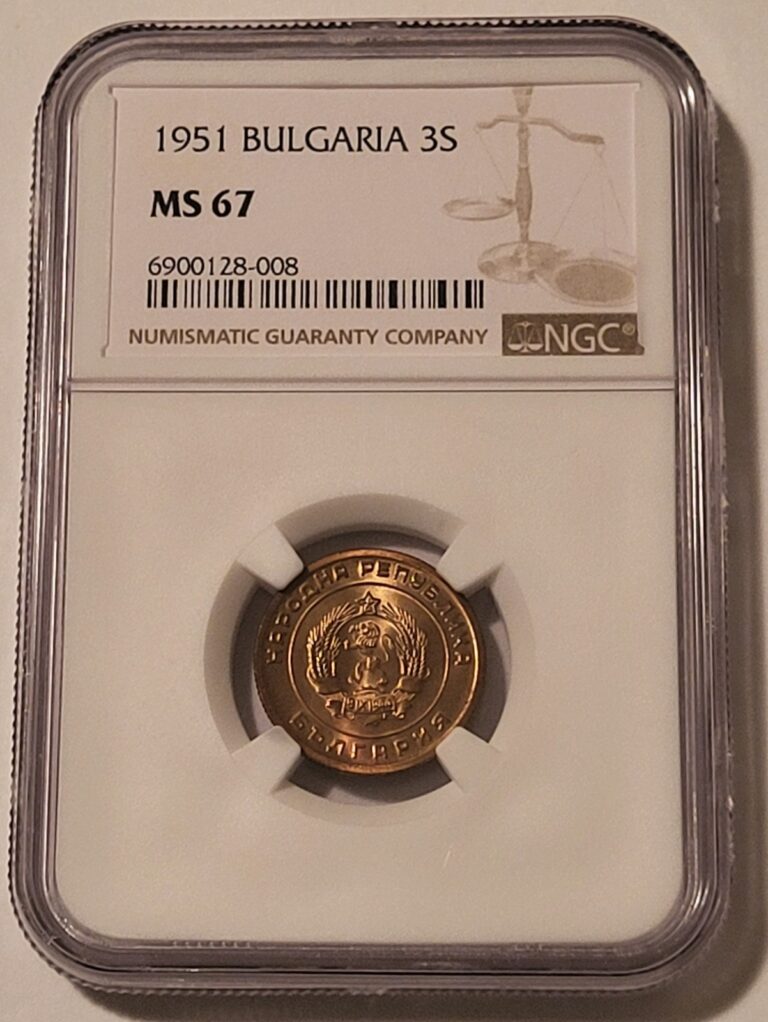 1951 BULGARIA 3S
MS 67
6900128-008
NUMISMATIC GUARANTY COMPANY
NGC®
НАРОДНА РЕПУБЛИКА
БЪЛГАРИЯ